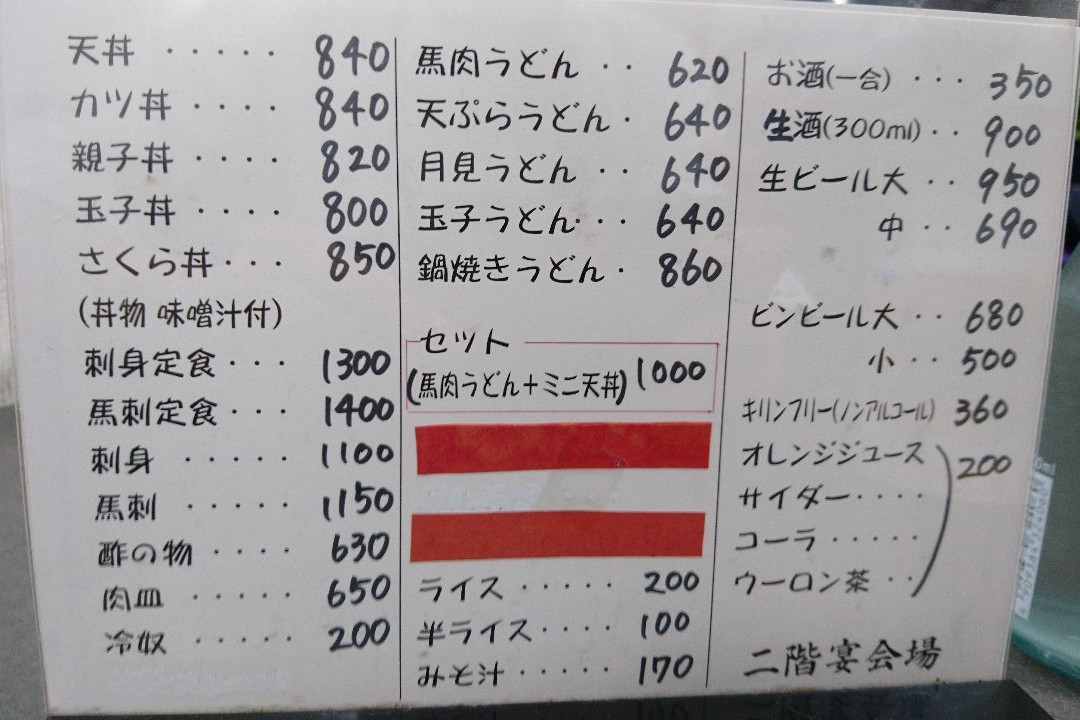 天丼 ・・・・・ 840
カツ丼 ・・・・ 840
親子丼 ・・・・ 820
玉子丼 ・・・・ 800
さくら丼・・・ 850
(丼物 味噌汁付)
刺身定食・・・ 1300
馬刺定食・・・ 1400
刺身 ・・・・・ 1100
馬刺 ・・・・・ 1150
酢の物 ・・・・ 630
肉皿 ・・・・・ 650
冷奴 ・・・・・ 200
馬肉うどん ・・ 620
天ぷらうどん・ 640
月見うどん ・・ 640
玉子うどん・・・ 640
鍋焼きうどん・ 860
セット
(馬肉うどん+ミニ天丼) 1000
ライス・・・・・ 200
半ライス・・・・ 100
みそ汁・・・・・ 170
お酒(一合) ・・・ 350
生酒(300ml)・・ 900
生ビール大 ・・ 950
中 ・・ 690
ビンビール大 ・・ 680
小 ・・ 500
キリンフリー(ノンアルコール) 360
オレンジジュース 200
サイダー・・・・
コーラ・・・・・
ウーロン茶・・
二階宴会場